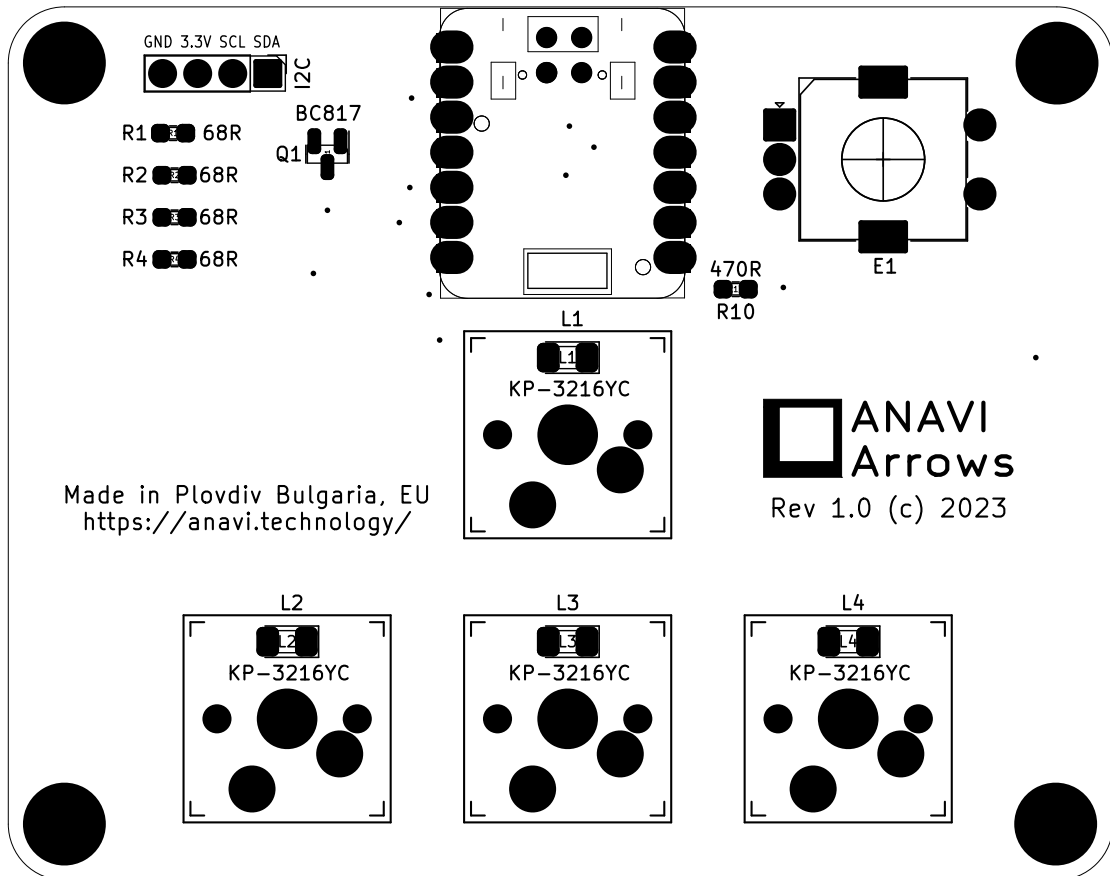 GND 3.3V SCL SDA
I2C
BC817
Q1
R1 68R
R2 68R
R3 68R
R4 68R
E1
470R
R10
L1
L1
KP-3216YC
ANAVI
Arrows
Rev 1.0 (c) 2023
Made in Plovdiv Bulgaria, EU
https://anavi.technology/
L2
L3
L4
L2
L3
L4
KP-3216YC
KP-3216YC
KP-3216YC